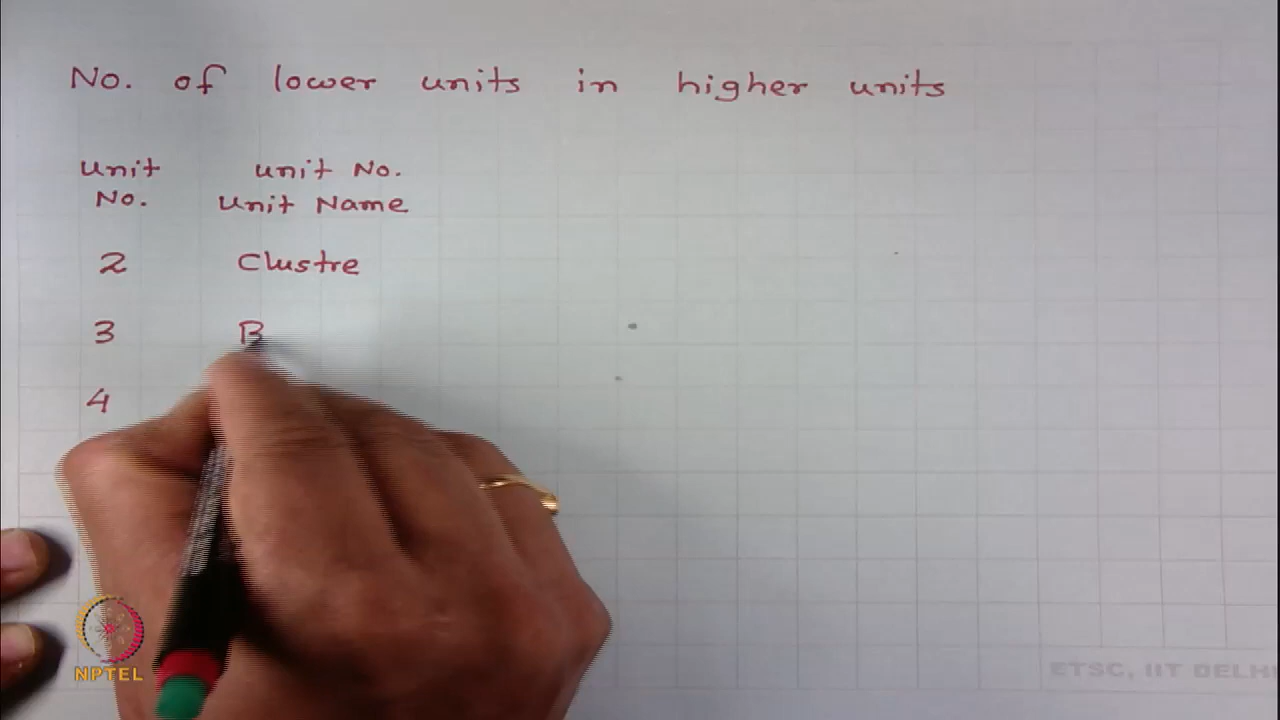 No. of lower units in higher units
Unit unit No.
No. Unit Name
2 Clustre
3 B
4
NPTEL
ETSC, IIT DELHI